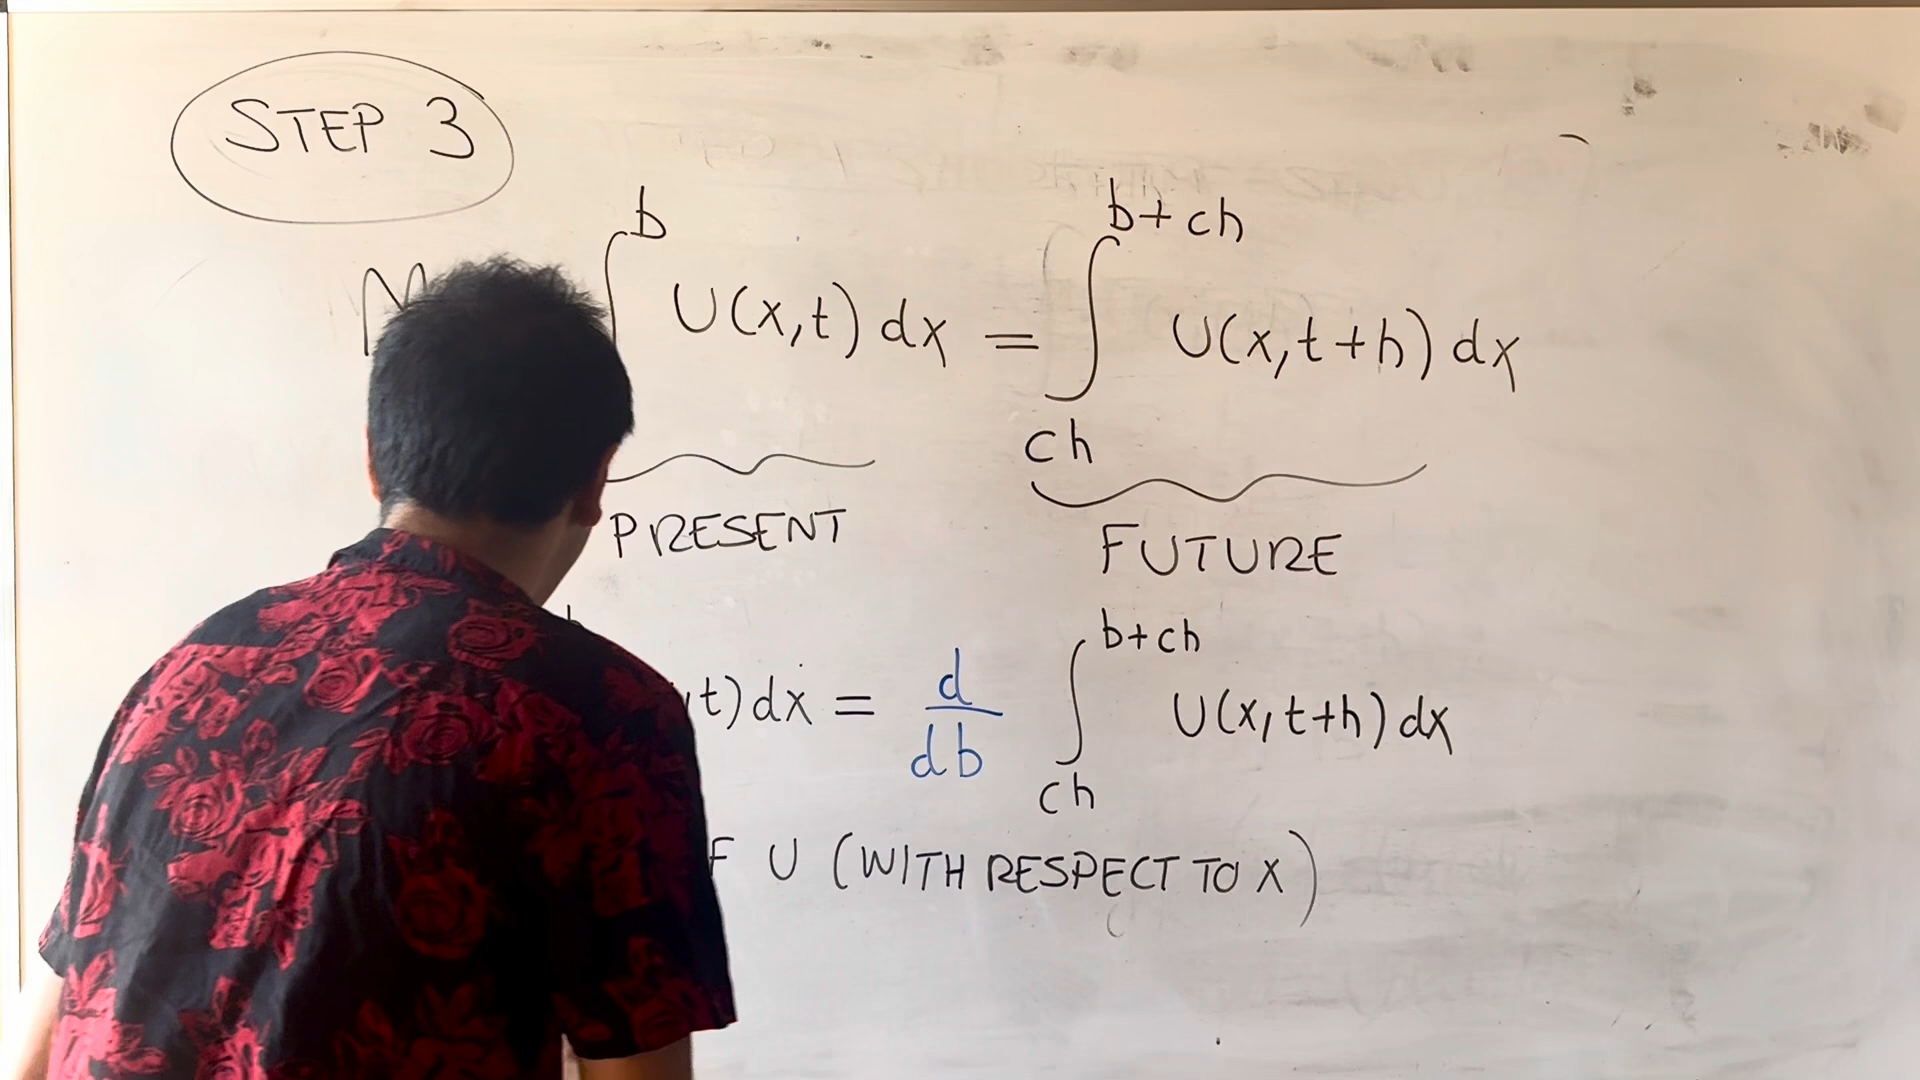 STEP 3
M ∫^b U(x,t) dx = ∫_{ch}^{b+ch} U(x,t+h) dx
PRESENT FUTURE
,t) dx = d/db ∫_{ch}^{b+ch} U(x,t+h) dx
F U (WITH RESPECT TO X)